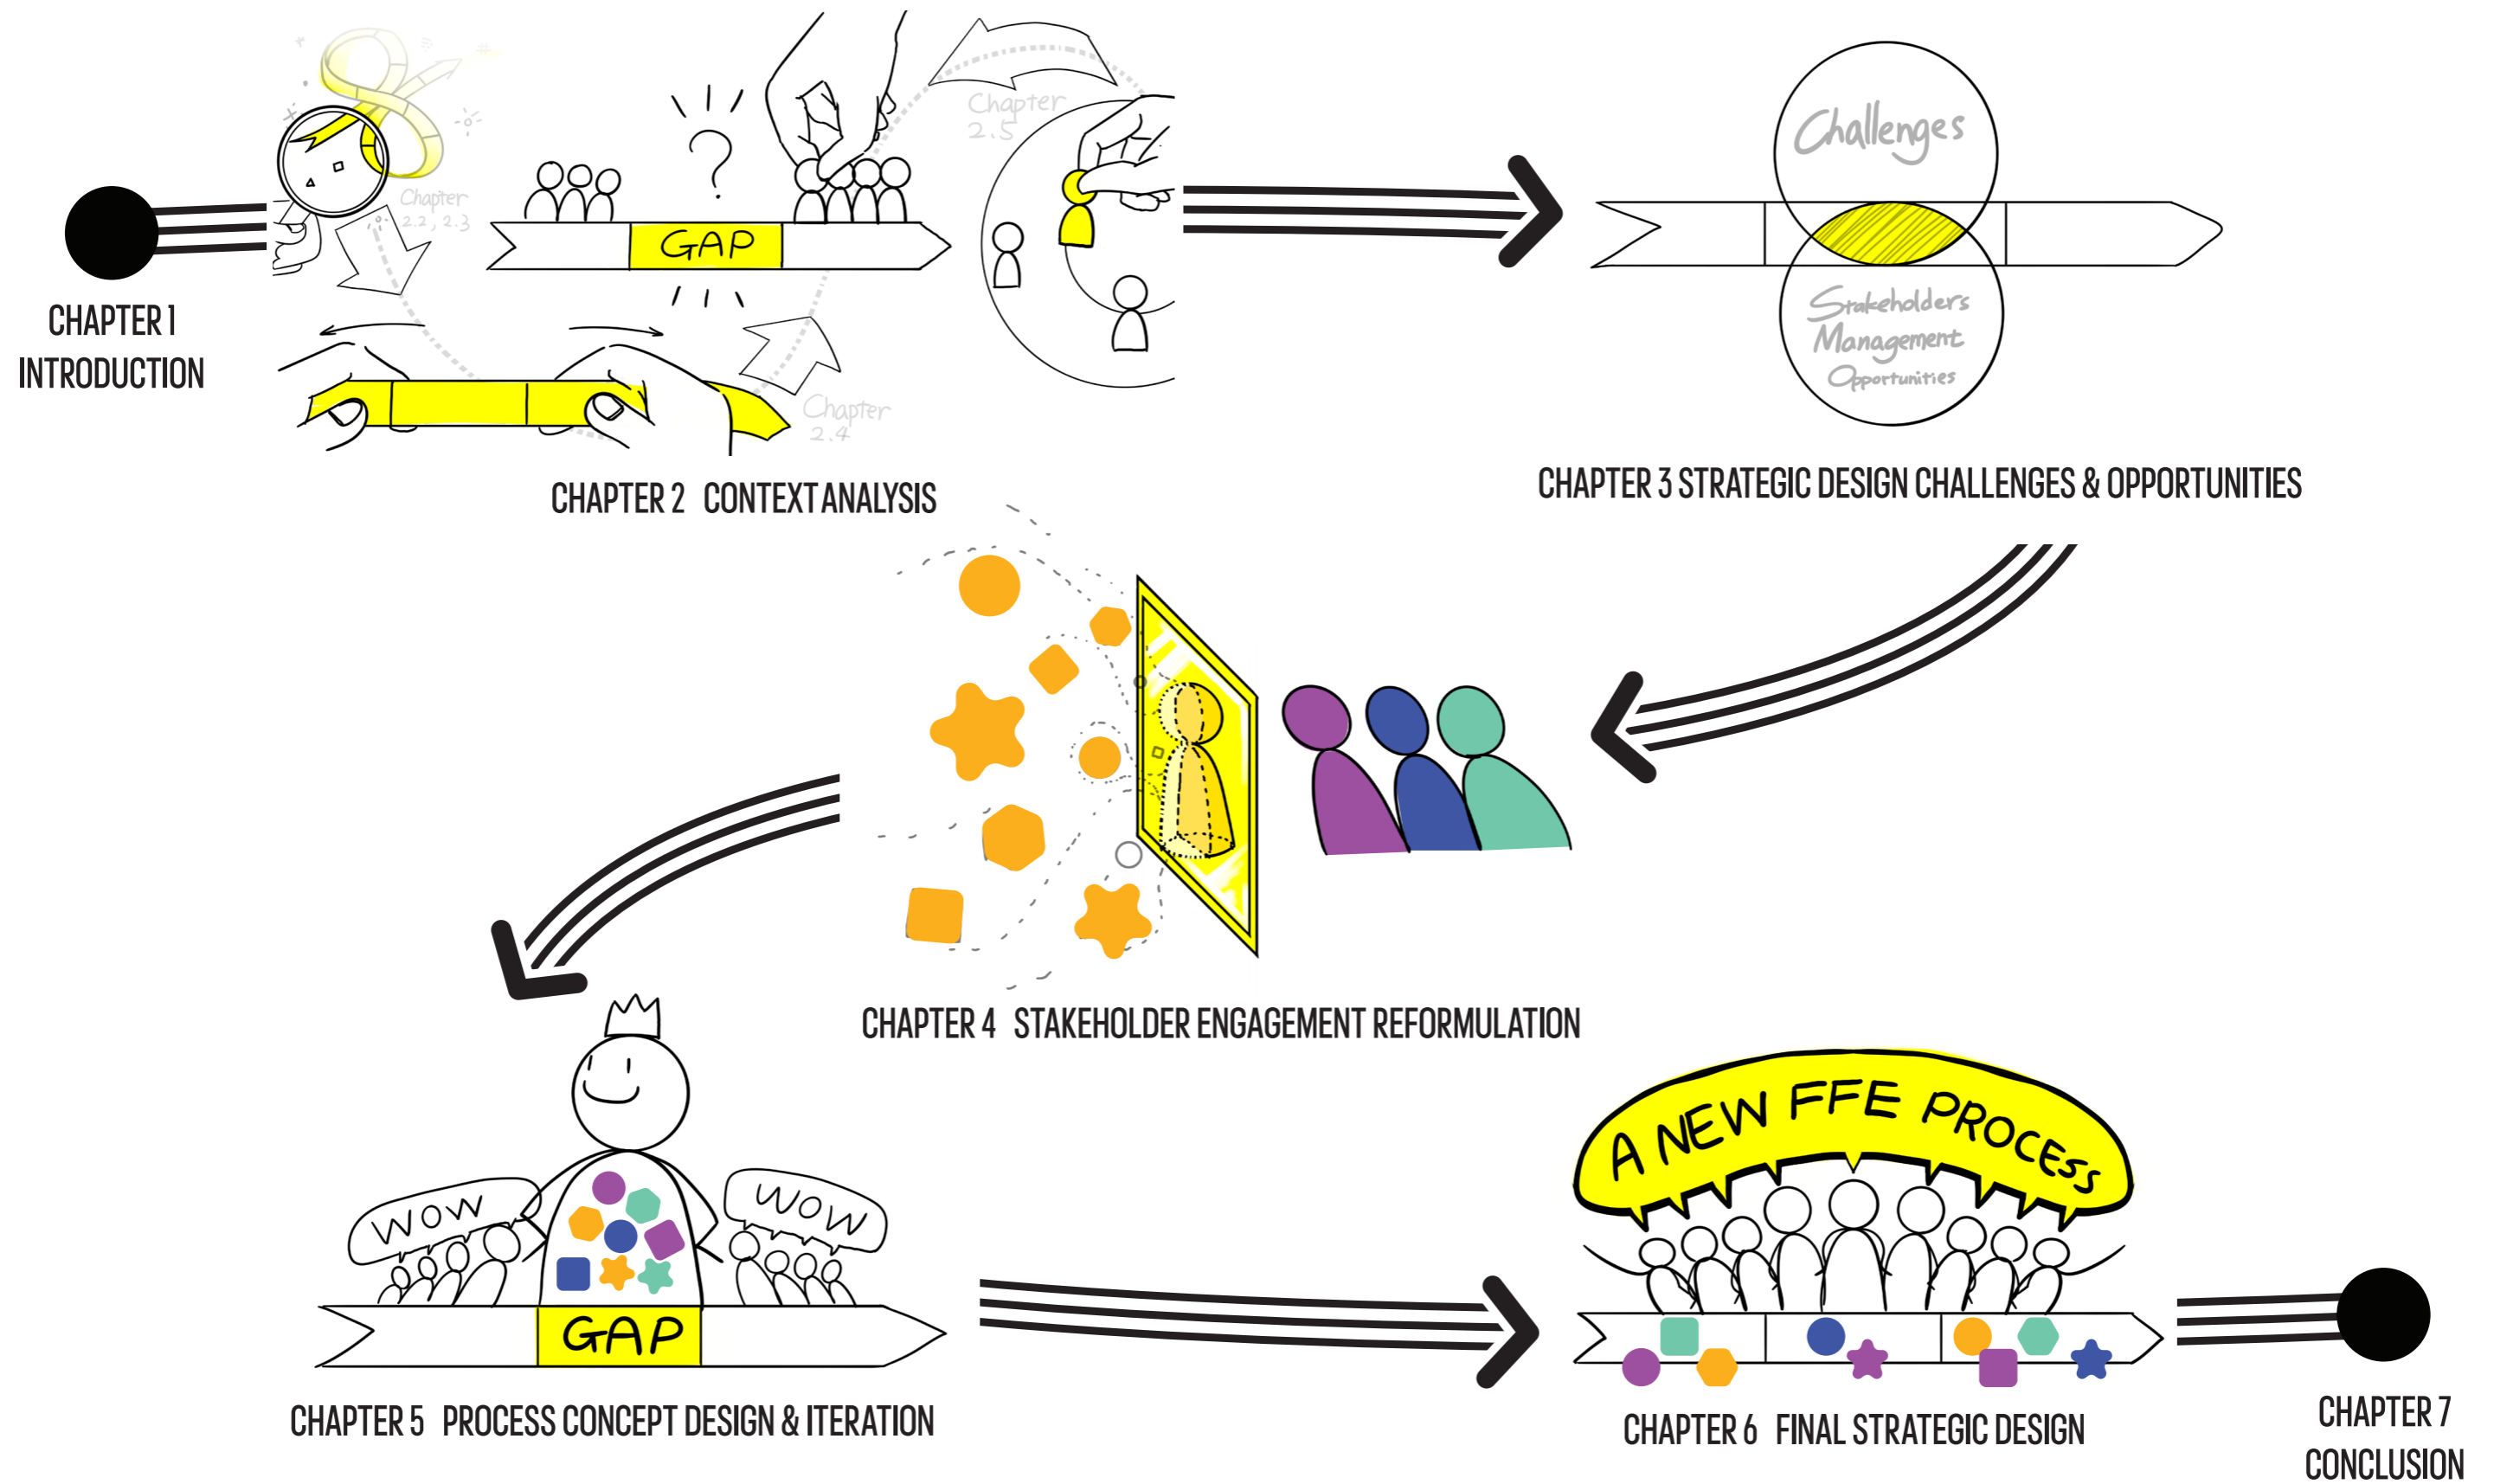 Chapter
2.5
Chapter
2.2, 2.3
?
GAP
Chapter
2.4
CHAPTER 1
INTRODUCTION
CHAPTER 2 CONTEXT ANALYSIS
Challenges
Stakeholders
Management
Opportunities
CHAPTER 3 STRATEGIC DESIGN CHALLENGES & OPPORTUNITIES
CHAPTER 4 STAKEHOLDER ENGAGEMENT REFORMULATION
WOW
WOW
GAP
CHAPTER 5 PROCESS CONCEPT DESIGN & ITERATION
A NEW FFE PROCESS
CHAPTER 6 FINAL STRATEGIC DESIGN
CHAPTER 7
CONCLUSION